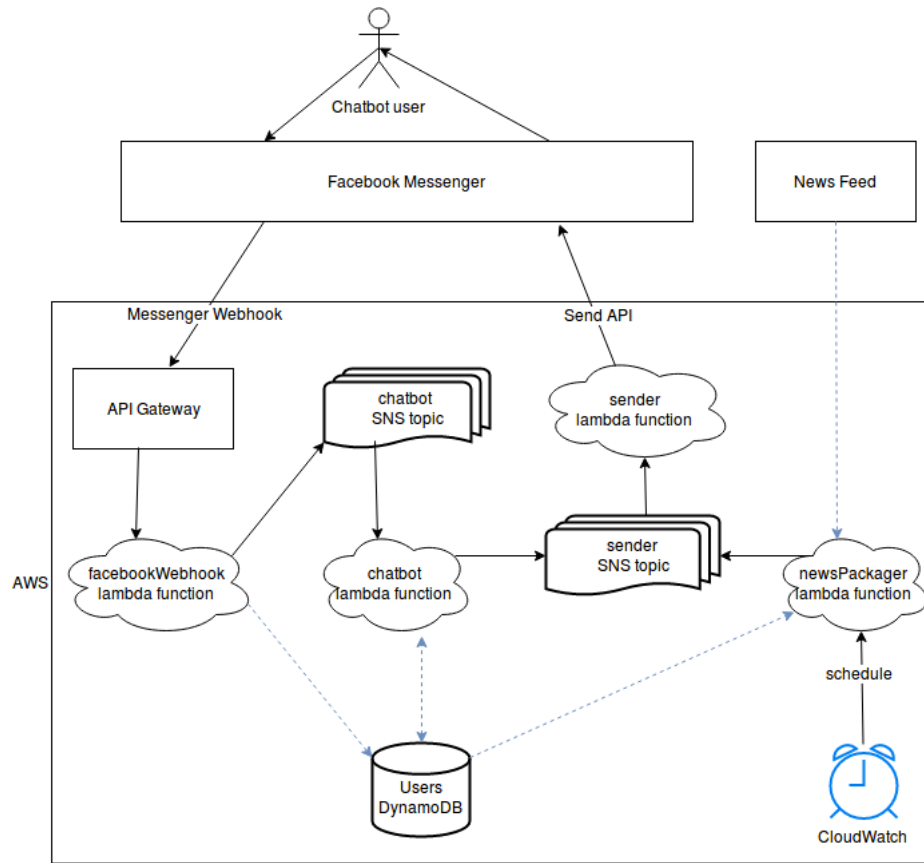 Chatbot user
Facebook Messenger
News Feed
Messenger Webhook
Send API
API Gateway
chatbot
SNS topic
sender
lambda function
AWS
facebookWebhook
lambda function
chatbot
lambda function
sender
SNS topic
newsPackager
lambda function
schedule
Users
DynamoDB
CloudWatch